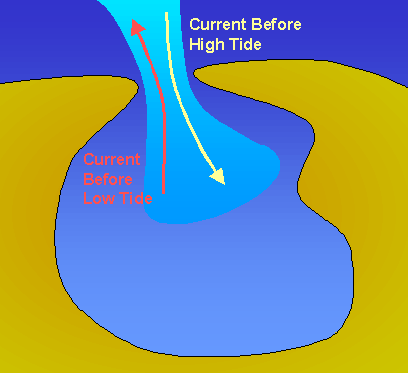 Current Before
High Tide
Current
Before
Low Tide